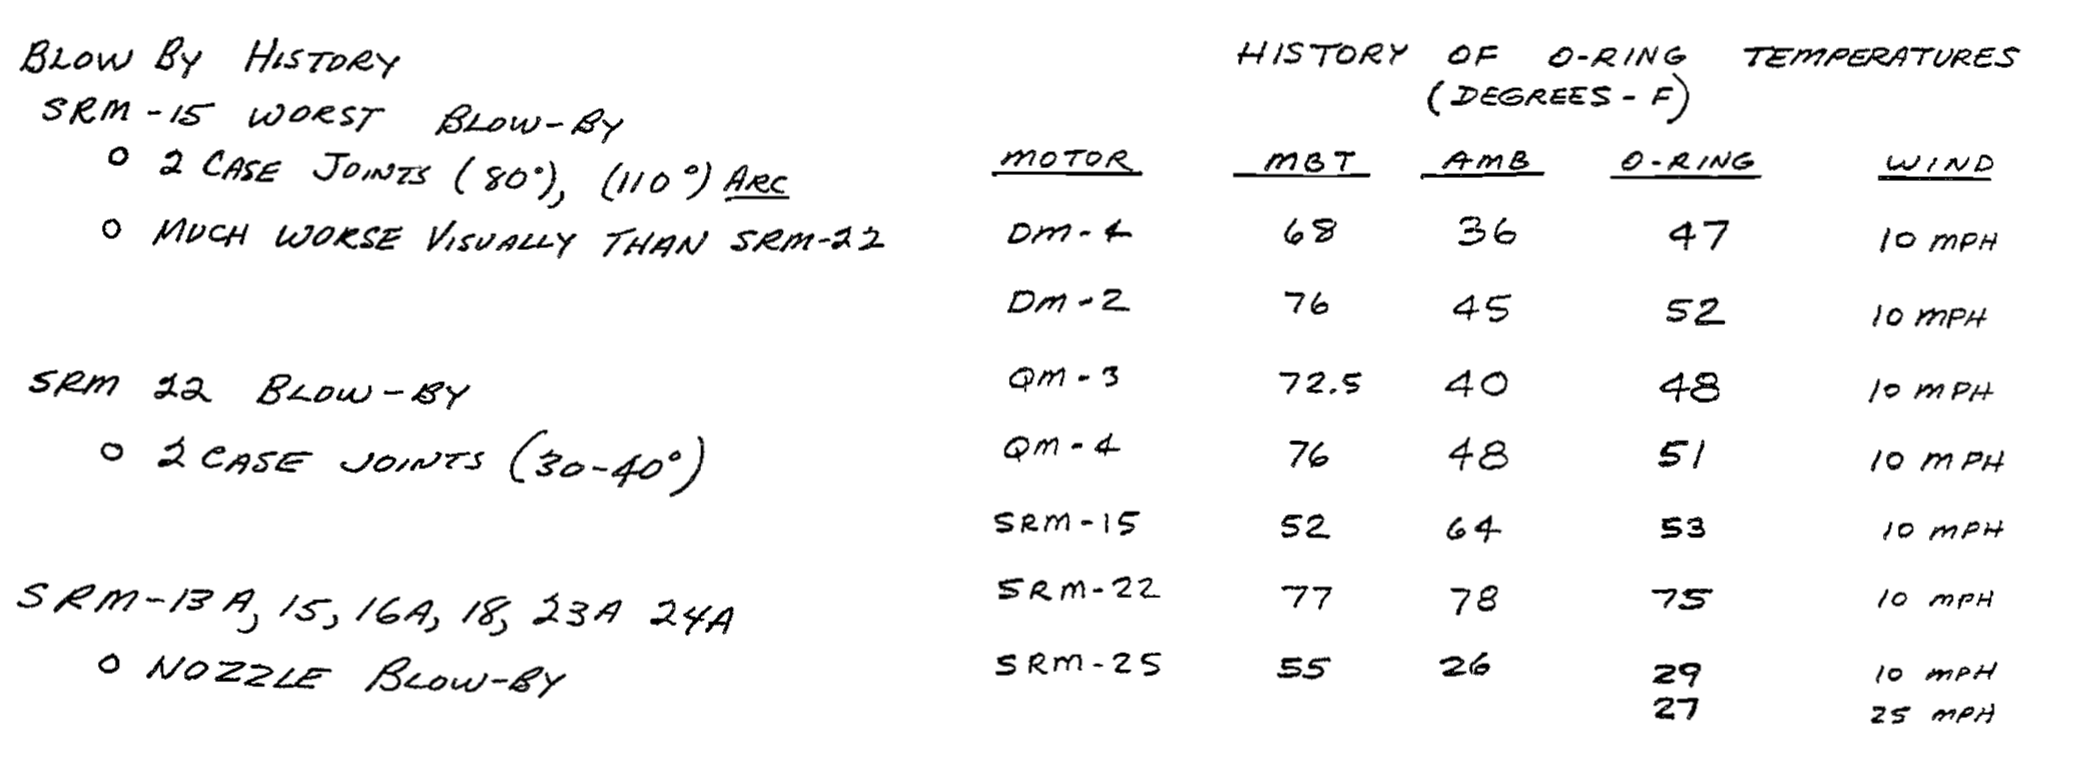 BLOW BY HISTORY
SRM-15 WORST BLOW-BY
o 2 CASE JOINTS (80°), (110°) ARC
o MUCH WORSE VISUALLY THAN SRM-22
SRM 22 BLOW-BY
o 2 CASE JOINTS (30-40°)
SRM-13A, 15, 16A, 18, 23A 24A
o NOZZLE BLOW-BY
HISTORY OF O-RING TEMPERATURES
(DEGREES - F)
MOTOR MBT AMB O-RING WIND
DM-4 68 36 47 10 MPH
DM-2 76 45 52 10 MPH
QM-3 72.5 40 48 10 MPH
QM-4 76 48 51 10 MPH
SRM-15 52 64 53 10 MPH
SRM-22 77 78 75 10 MPH
SRM-25 55 26 29 10 MPH
27 25 MPH